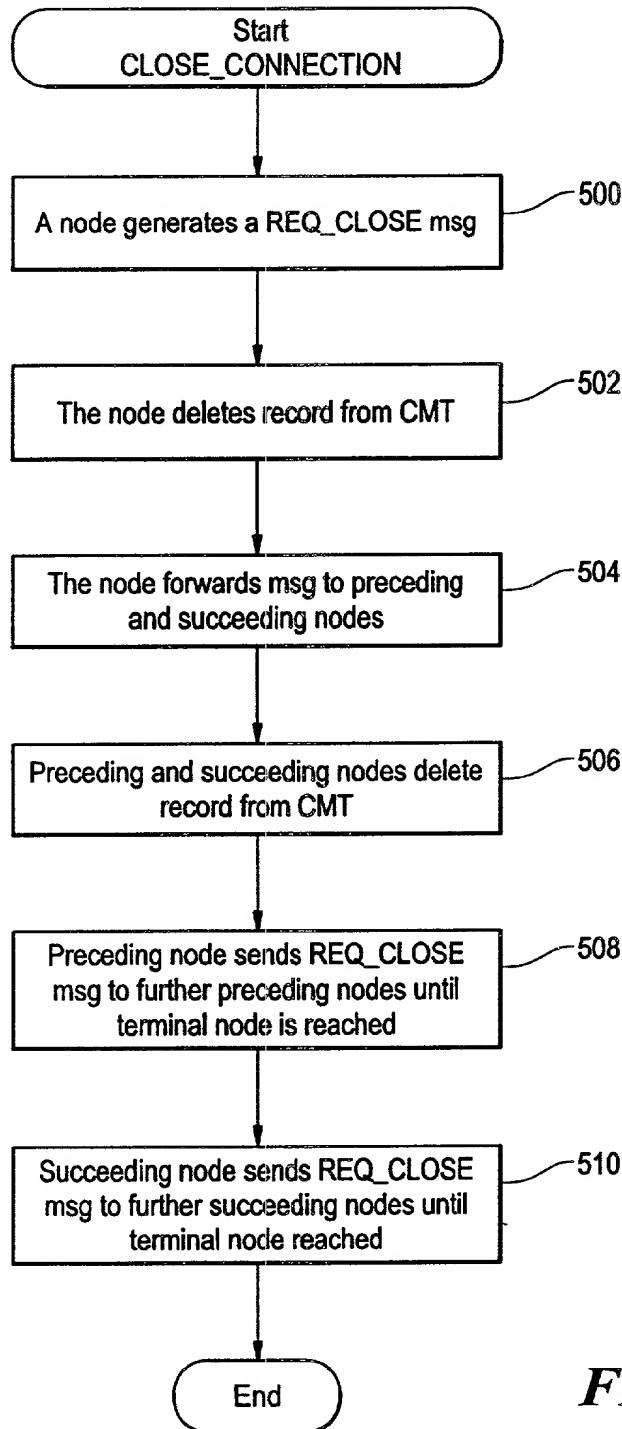 Start
CLOSE_CONNECTION
A node generates a REQ_CLOSE msg
500
The node deletes record from CMT
502
The node forwards msg to preceding
and succeeding nodes
504
Preceding and succeeding nodes delete
record from CMT
506
Preceding node sends REQ_CLOSE
msg to further preceding nodes until
terminal node is reached
508
Succeeding node sends REQ_CLOSE
msg to further succeeding nodes until
terminal node reached
510
End